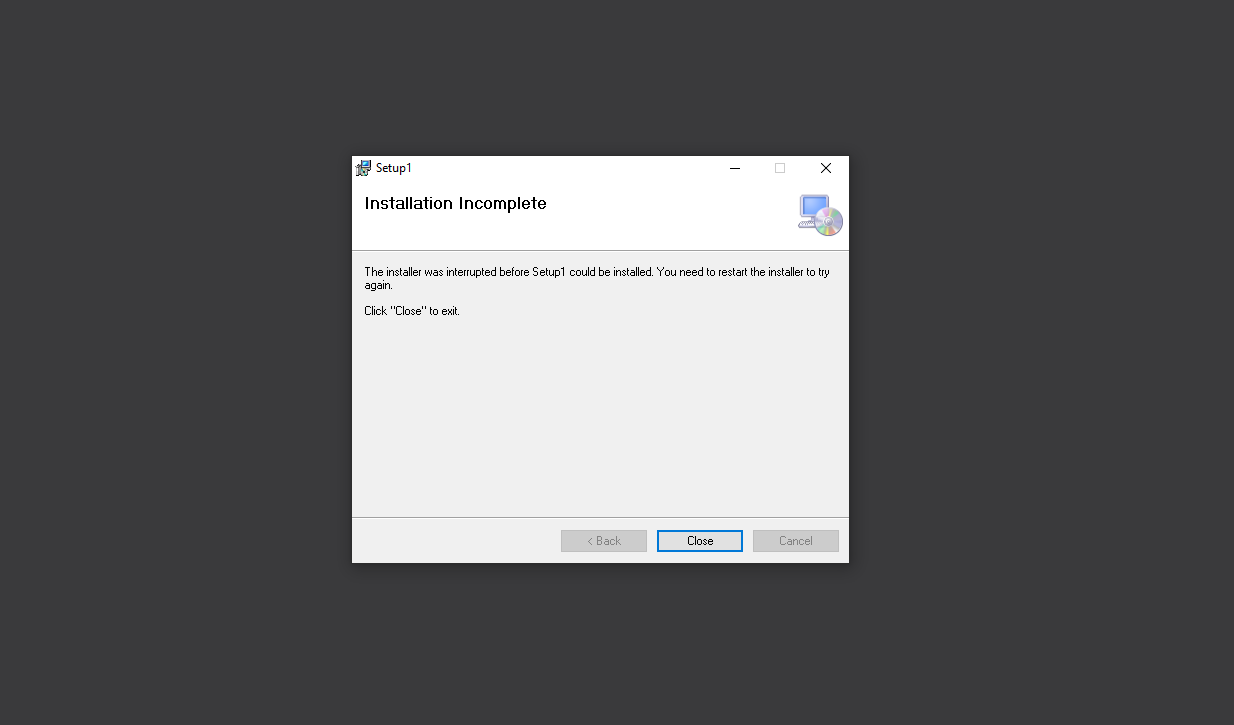 Setup1
Installation Incomplete
The installer was interrupted before Setup1 could be installed. You need to restart the installer to try
again.
Click "Close" to exit.
< Back
Close
Cancel